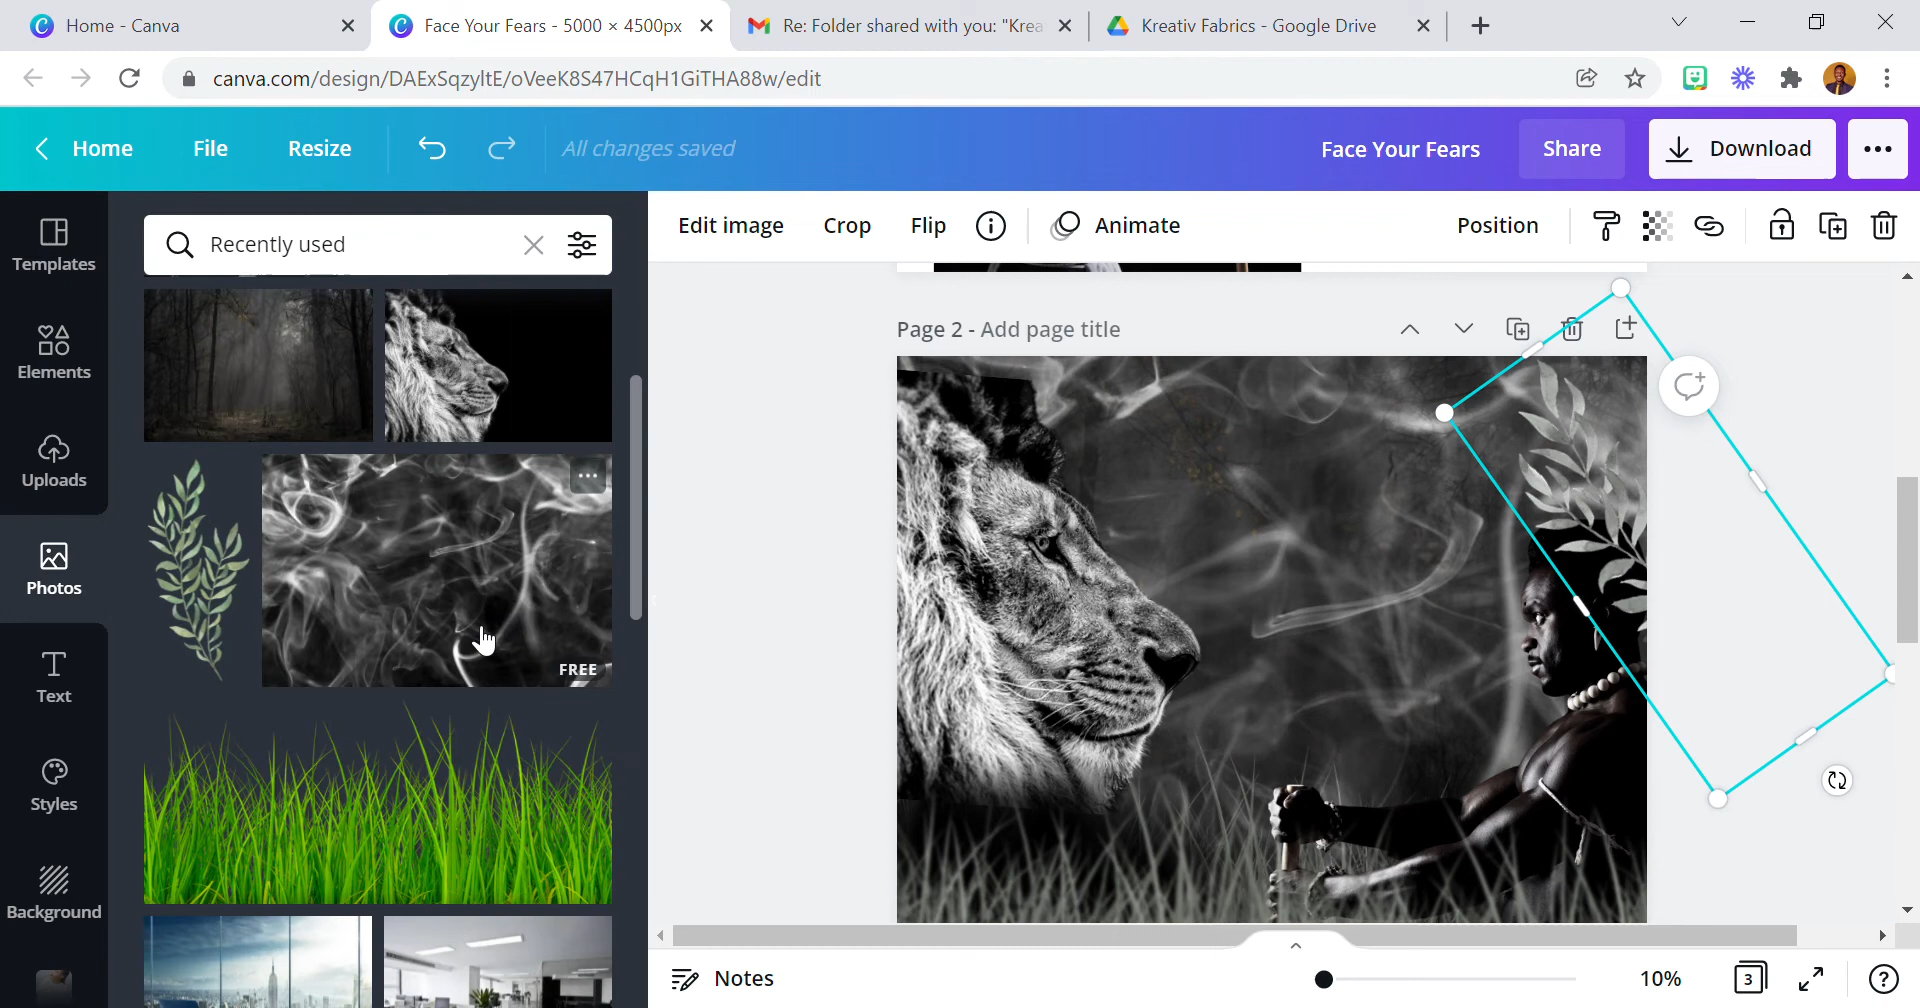 Home - Canva
Face Your Fears - 5000 × 4500px
Re: Folder shared with you: "Krea
Kreativ Fabrics - Google Drive
canva.com/design/DAExSqzyltE/oVeeK8S47HCqH1GiTHA88w/edit
Home
File
Resize
All changes saved
Face Your Fears
Share
Download
Templates
Elements
Uploads
Photos
Text
Styles
Background
Recently used
FREE
Edit image
Crop
Flip
Animate
Position
Page 2 - Add page title
Notes
10%
3